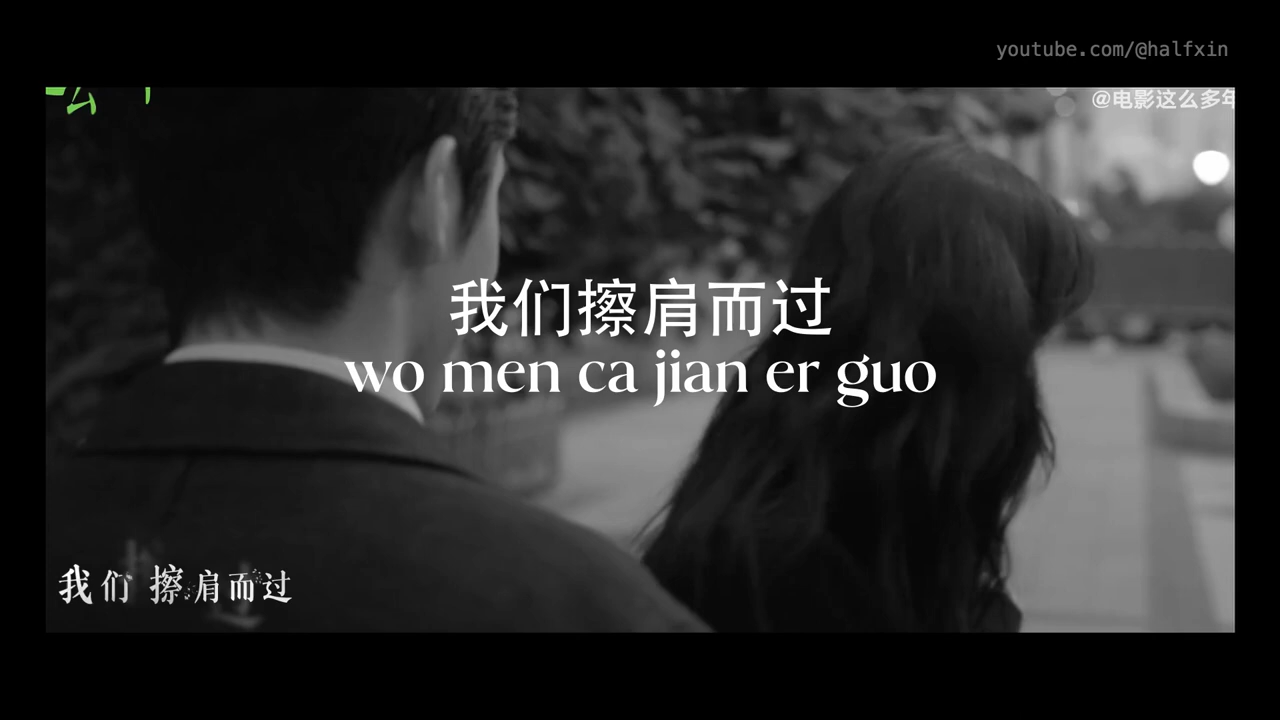 youtube.com/@halfxin
@电影这么多年
我们擦肩而过
wo men ca jian er guo
我们 擦肩而过